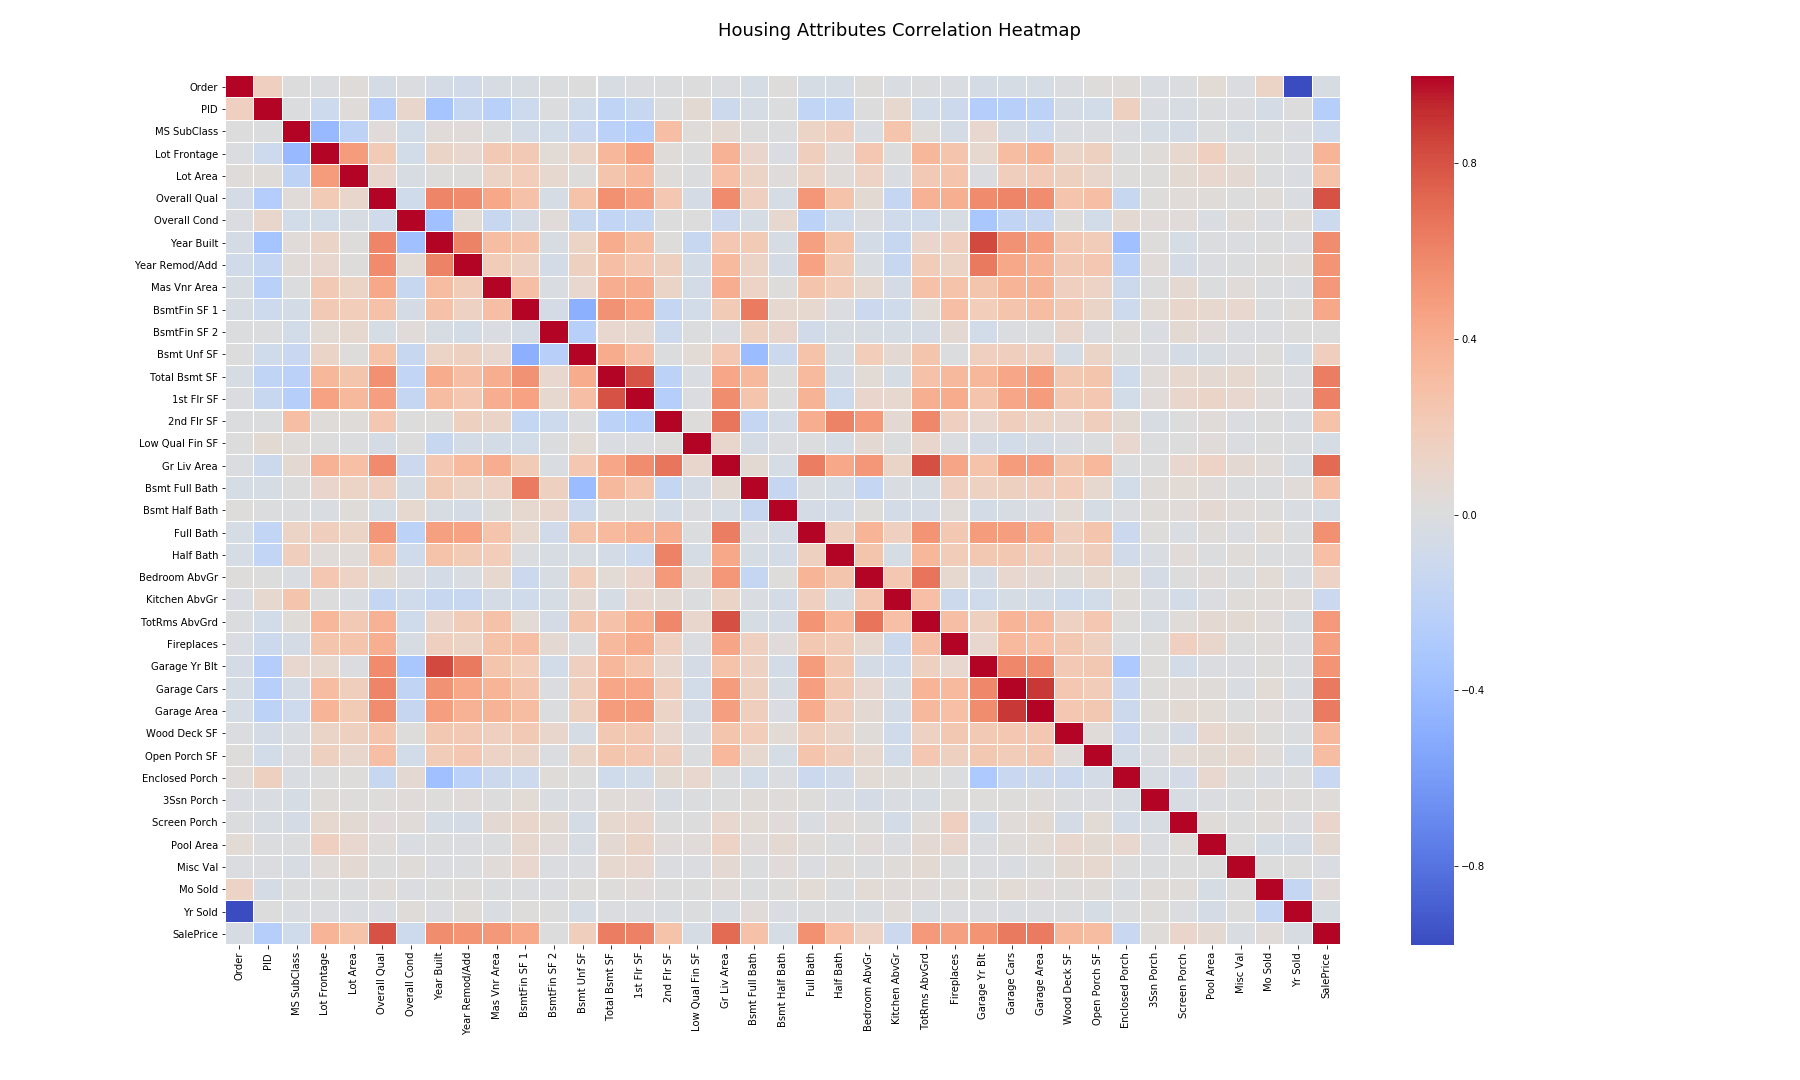 Housing Attributes Correlation Heatmap
Order
PID
MS SubClass
Lot Frontage
Lot Area
Overall Qual
Overall Cond
Year Built
Year Remod/Add
Mas Vnr Area
BsmtFin SF 1
BsmtFin SF 2
Bsmt Unf SF
Total Bsmt SF
1st Flr SF
2nd Flr SF
Low Qual Fin SF
Gr Liv Area
Bsmt Full Bath
Bsmt Half Bath
Full Bath
Half Bath
Bedroom AbvGr
Kitchen AbvGr
TotRms AbvGrd
Fireplaces
Garage Yr Blt
Garage Cars
Garage Area
Wood Deck SF
Open Porch SF
Enclosed Porch
3Ssn Porch
Screen Porch
Pool Area
Misc Val
Mo Sold
Yr Sold
SalePrice
Order
PID
MS SubClass
Lot Frontage
Lot Area
Overall Qual
Overall Cond
Year Built
Year Remod/Add
Mas Vnr Area
BsmtFin SF 1
BsmtFin SF 2
Bsmt Unf SF
Total Bsmt SF
1st Flr SF
2nd Flr SF
Low Qual Fin SF
Gr Liv Area
Bsmt Full Bath
Bsmt Half Bath
Full Bath
Half Bath
Bedroom AbvGr
Kitchen AbvGr
TotRms AbvGrd
Fireplaces
Garage Yr Blt
Garage Cars
Garage Area
Wood Deck SF
Open Porch SF
Enclosed Porch
3Ssn Porch
Screen Porch
Pool Area
Misc Val
Mo Sold
Yr Sold
SalePrice
0.8
0.4
0.0
−0.4
−0.8